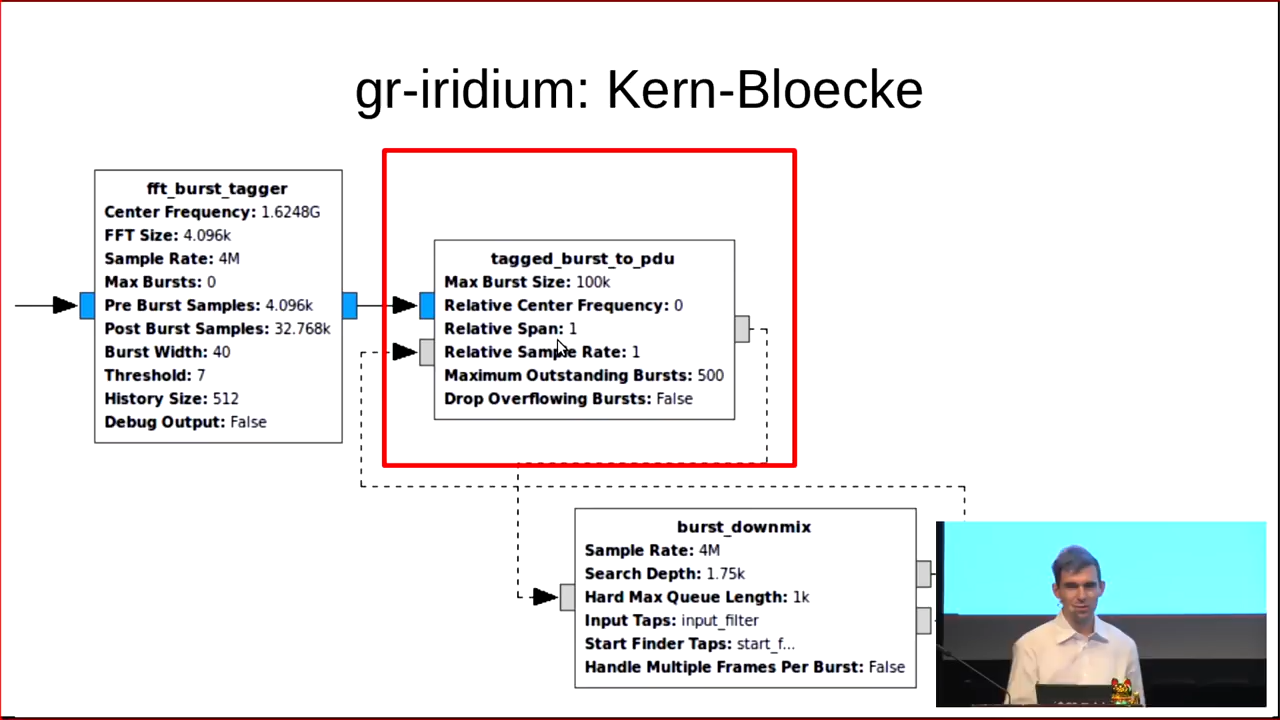 gr-iridium: Kern-Bloecke
fft_burst_tagger
Center Frequency: 1.6248G
FFT Size: 4.096k
Sample Rate: 4M
Max Bursts: 0
Pre Burst Samples: 4.096k
Post Burst Samples: 32.768k
Burst Width: 40
Threshold: 7
History Size: 512
Debug Output: False
tagged_burst_to_pdu
Max Burst Size: 100k
Relative Center Frequency: 0
Relative Span: 1
Relative Sample Rate: 1
Maximum Outstanding Bursts: 500
Drop Overflowing Bursts: False
burst_downmix
Sample Rate: 4M
Search Depth: 1.75k
Hard Max Queue Length: 1k
Input Taps: input_filter
Start Finder Taps: start_f...
Handle Multiple Frames Per Burst: False